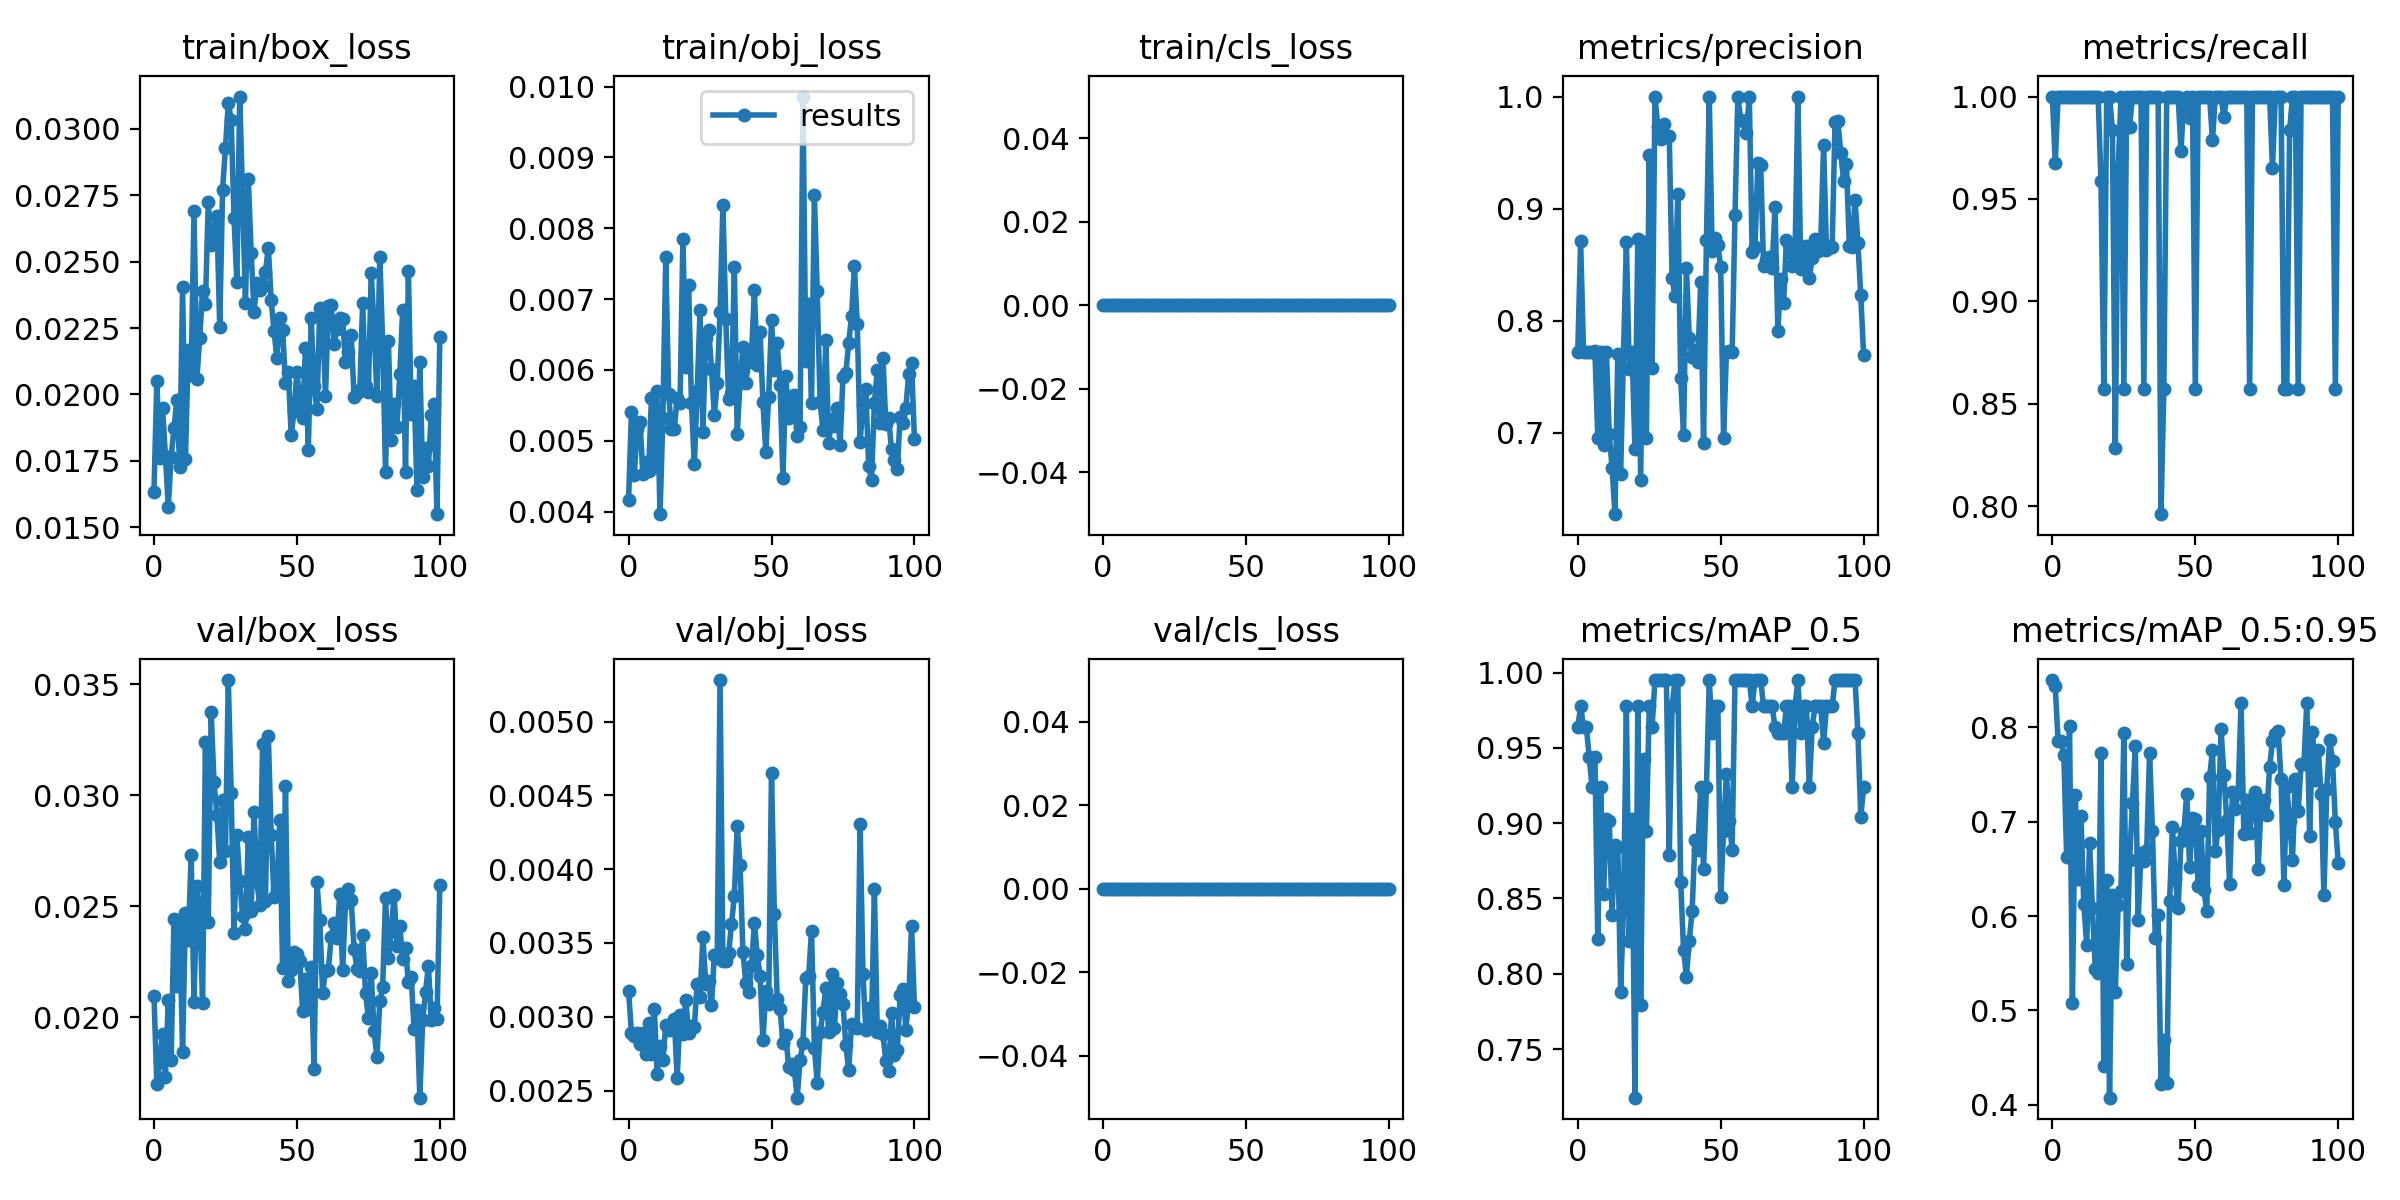 train/box_loss
0.0300
0.0275
0.0250
0.0225
0.0200
0.0175
0.0150
0 50 100
train/obj_loss
results
0.010
0.009
0.008
0.007
0.006
0.005
0.004
0 50 100
train/cls_loss
0.04
0.02
0.00
−0.02
−0.04
0 50 100
metrics/precision
1.0
0.9
0.8
0.7
0 50 100
metrics/recall
1.00
0.95
0.90
0.85
0.80
0 50 100
val/box_loss
0.035
0.030
0.025
0.020
0 50 100
val/obj_loss
0.0050
0.0045
0.0040
0.0035
0.0030
0.0025
0 50 100
val/cls_loss
0.04
0.02
0.00
−0.02
−0.04
0 50 100
metrics/mAP_0.5
1.00
0.95
0.90
0.85
0.80
0.75
0 50 100
metrics/mAP_0.5:0.95
0.8
0.7
0.6
0.5
0.4
0 50 100